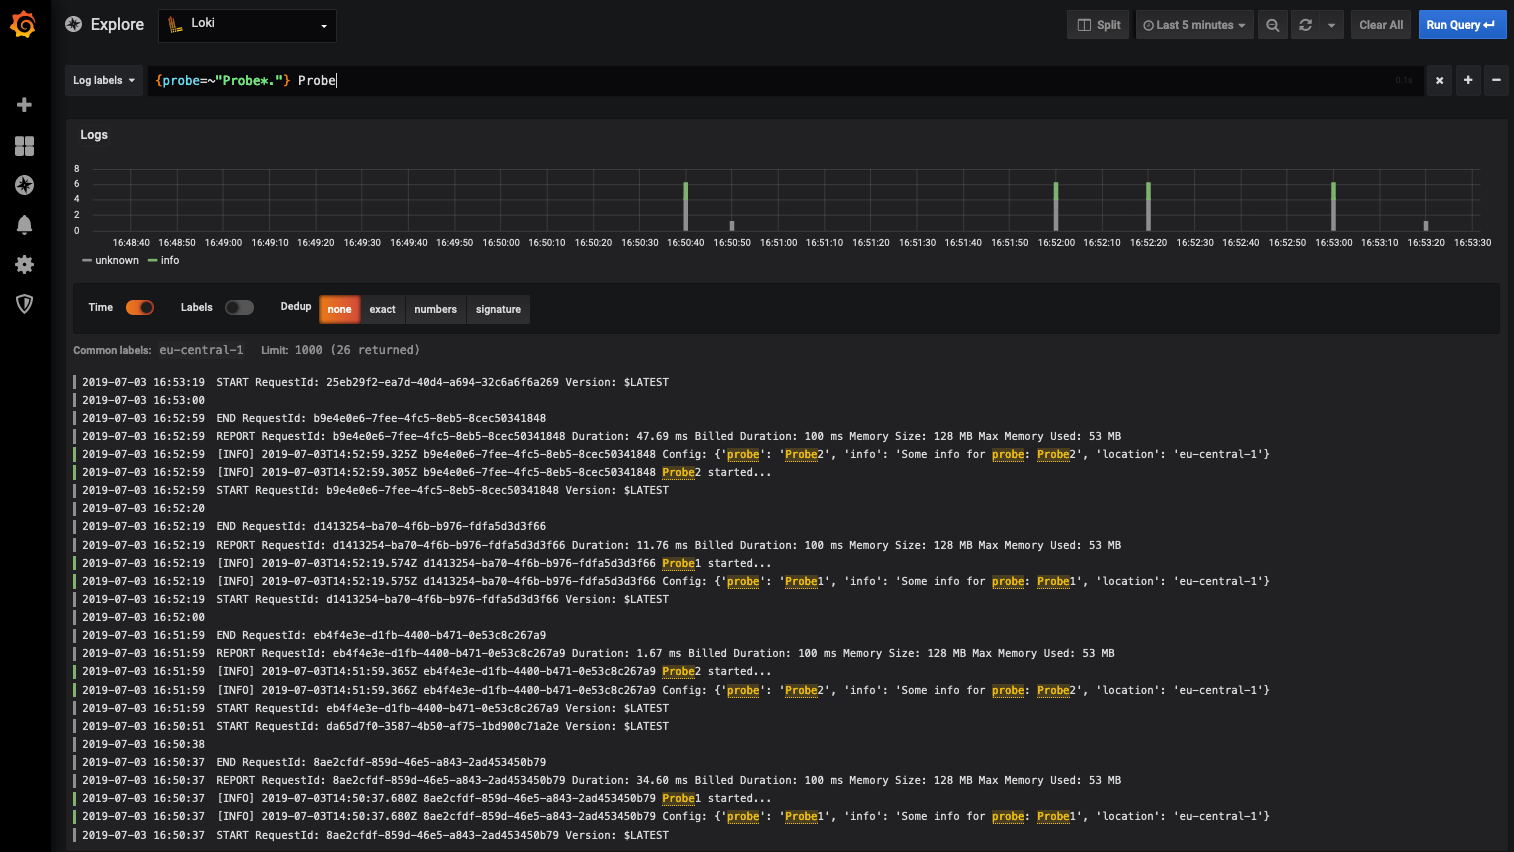 Explore Loki Split Last 5 minutes Clear All Run Query
Log labels {probe=~"Probe*."} Probe 0.1s
Logs
8
6
4
2
0
16:48:40 16:48:50 16:49:00 16:49:10 16:49:20 16:49:30 16:49:40 16:49:50 16:50:00 16:50:10 16:50:20 16:50:30 16:50:40 16:50:50 16:51:00 16:51:10 16:51:20 16:51:30 16:51:40 16:51:50 16:52:00 16:52:10 16:52:20 16:52:30 16:52:40 16:52:50 16:53:00 16:53:10 16:53:20 16:53:30
unknown info
Time Labels Dedup none exact numbers signature
Common labels: eu-central-1 Limit: 1000 (26 returned)
2019-07-03 16:53:19 START RequestId: 25eb29f2-ea7d-40d4-a694-32c6a6f6a269 Version: $LATEST
2019-07-03 16:53:00
2019-07-03 16:52:59 END RequestId: b9e4e0e6-7fee-4fc5-8eb5-8cec50341848
2019-07-03 16:52:59 REPORT RequestId: b9e4e0e6-7fee-4fc5-8eb5-8cec50341848 Duration: 47.69 ms Billed Duration: 100 ms Memory Size: 128 MB Max Memory Used: 53 MB
2019-07-03 16:52:59 [INFO] 2019-07-03T14:52:59.325Z b9e4e0e6-7fee-4fc5-8eb5-8cec50341848 Config: {'probe': 'Probe2', 'info': 'Some info for probe: Probe2', 'location': 'eu-central-1'}
2019-07-03 16:52:59 [INFO] 2019-07-03T14:52:59.305Z b9e4e0e6-7fee-4fc5-8eb5-8cec50341848 Probe2 started...
2019-07-03 16:52:59 START RequestId: b9e4e0e6-7fee-4fc5-8eb5-8cec50341848 Version: $LATEST
2019-07-03 16:52:20
2019-07-03 16:52:19 END RequestId: d1413254-ba70-4f6b-b976-fdfa5d3d3f66
2019-07-03 16:52:19 REPORT RequestId: d1413254-ba70-4f6b-b976-fdfa5d3d3f66 Duration: 11.76 ms Billed Duration: 100 ms Memory Size: 128 MB Max Memory Used: 53 MB
2019-07-03 16:52:19 [INFO] 2019-07-03T14:52:19.574Z d1413254-ba70-4f6b-b976-fdfa5d3d3f66 Probe1 started...
2019-07-03 16:52:19 [INFO] 2019-07-03T14:52:19.575Z d1413254-ba70-4f6b-b976-fdfa5d3d3f66 Config: {'probe': 'Probe1', 'info': 'Some info for probe: Probe1', 'location': 'eu-central-1'}
2019-07-03 16:52:19 START RequestId: d1413254-ba70-4f6b-b976-fdfa5d3d3f66 Version: $LATEST
2019-07-03 16:52:00
2019-07-03 16:51:59 END RequestId: eb4f4e3e-d1fb-4400-b471-0e53c8c267a9
2019-07-03 16:51:59 REPORT RequestId: eb4f4e3e-d1fb-4400-b471-0e53c8c267a9 Duration: 1.67 ms Billed Duration: 100 ms Memory Size: 128 MB Max Memory Used: 53 MB
2019-07-03 16:51:59 [INFO] 2019-07-03T14:51:59.365Z eb4f4e3e-d1fb-4400-b471-0e53c8c267a9 Probe2 started...
2019-07-03 16:51:59 [INFO] 2019-07-03T14:51:59.366Z eb4f4e3e-d1fb-4400-b471-0e53c8c267a9 Config: {'probe': 'Probe2', 'info': 'Some info for probe: Probe2', 'location': 'eu-central-1'}
2019-07-03 16:51:59 START RequestId: eb4f4e3e-d1fb-4400-b471-0e53c8c267a9 Version: $LATEST
2019-07-03 16:50:51 START RequestId: da65d7f0-3587-4b50-af75-1bd900c71a2e Version: $LATEST
2019-07-03 16:50:38
2019-07-03 16:50:37 END RequestId: 8ae2cfdf-859d-46e5-a843-2ad453450b79
2019-07-03 16:50:37 REPORT RequestId: 8ae2cfdf-859d-46e5-a843-2ad453450b79 Duration: 34.60 ms Billed Duration: 100 ms Memory Size: 128 MB Max Memory Used: 53 MB
2019-07-03 16:50:37 [INFO] 2019-07-03T14:50:37.680Z 8ae2cfdf-859d-46e5-a843-2ad453450b79 Probe1 started...
2019-07-03 16:50:37 [INFO] 2019-07-03T14:50:37.680Z 8ae2cfdf-859d-46e5-a843-2ad453450b79 Config: {'probe': 'Probe1', 'info': 'Some info for probe: Probe1', 'location': 'eu-central-1'}
2019-07-03 16:50:37 START RequestId: 8ae2cfdf-859d-46e5-a843-2ad453450b79 Version: $LATEST